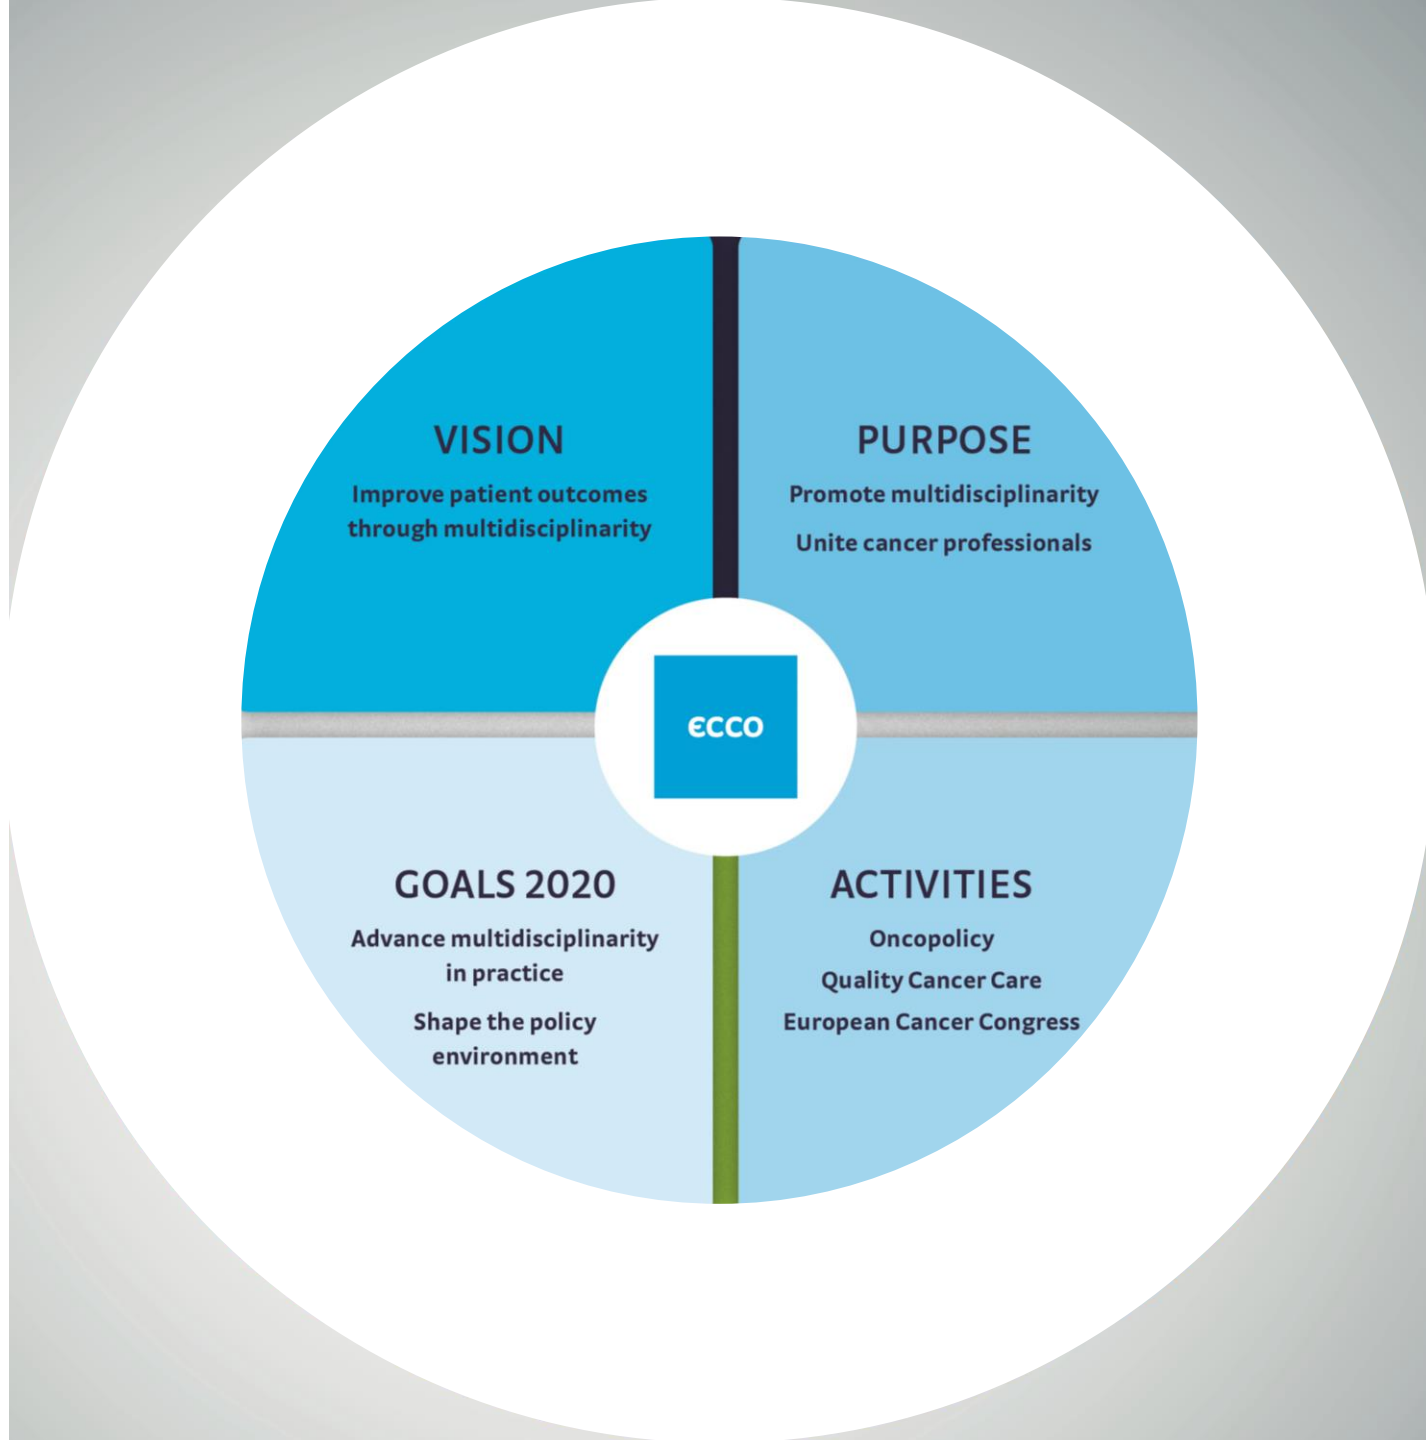 VISION
Improve patient outcomes
through multidisciplinarity
PURPOSE
Promote multidisciplinarity
Unite cancer professionals
ϵCCO
GOALS 2020
Advance multidisciplinarity
in practice
Shape the policy
environment
ACTIVITIES
Oncopolicy
Quality Cancer Care
European Cancer Congress